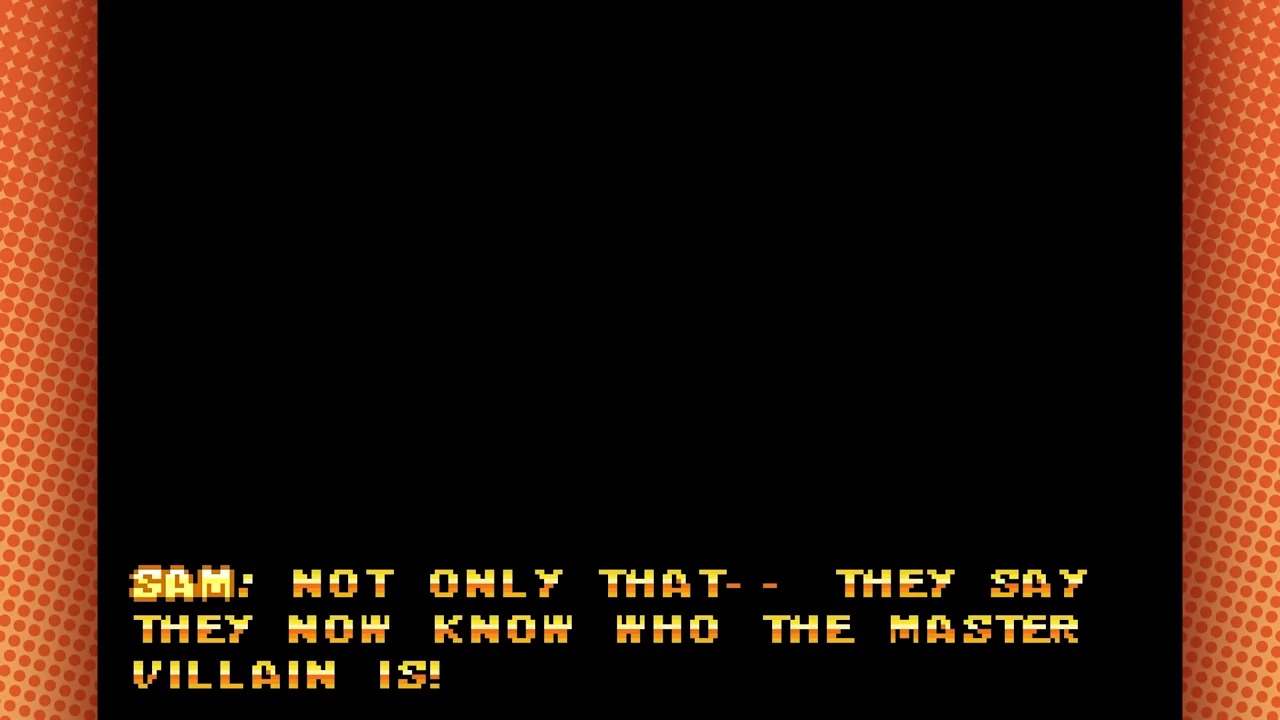 SAM: NOT ONLY THAT-- THEY SAY
THEY NOW KNOW WHO THE MASTER
VILLAIN IS!